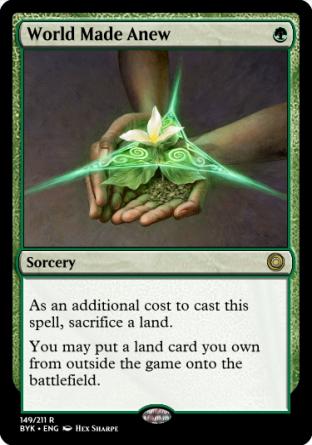 World Made Anew
Sorcery
As an additional cost to cast this
spell, sacrifice a land.
You may put a land card you own
from outside the game onto the
battlefield.
149/211 R
BYK • ENG Hex Sharpe